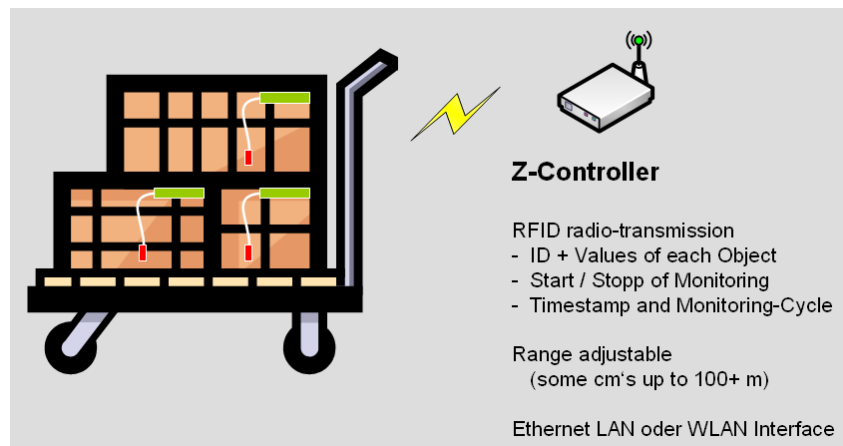 Z-Controller
RFID radio-transmission
- ID + Values of each Object
- Start / Stopp of Monitoring
- Timestamp and Monitoring-Cycle
Range adjustable
(some cm‘s up to 100+ m)
Ethernet LAN oder WLAN Interface